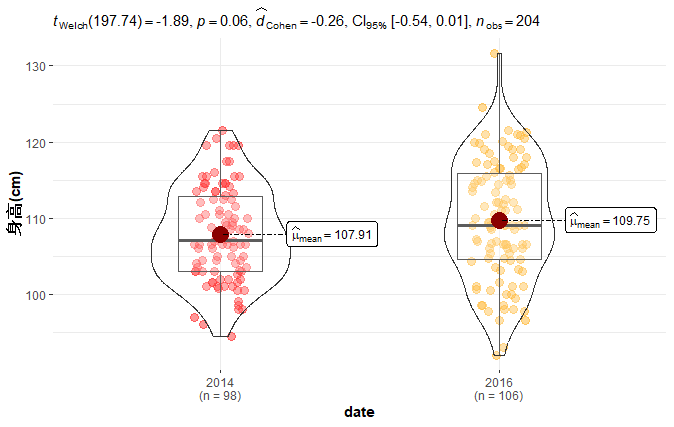 t_Welch(197.74) = -1.89, p = 0.06, d̂_Cohen = -0.26, CI_95% [-0.54, 0.01], n_obs = 204
130
120
110
100
身高(cm)
μ̂_mean = 107.91
μ̂_mean = 109.75
2014
(n = 98)
2016
(n = 106)
date